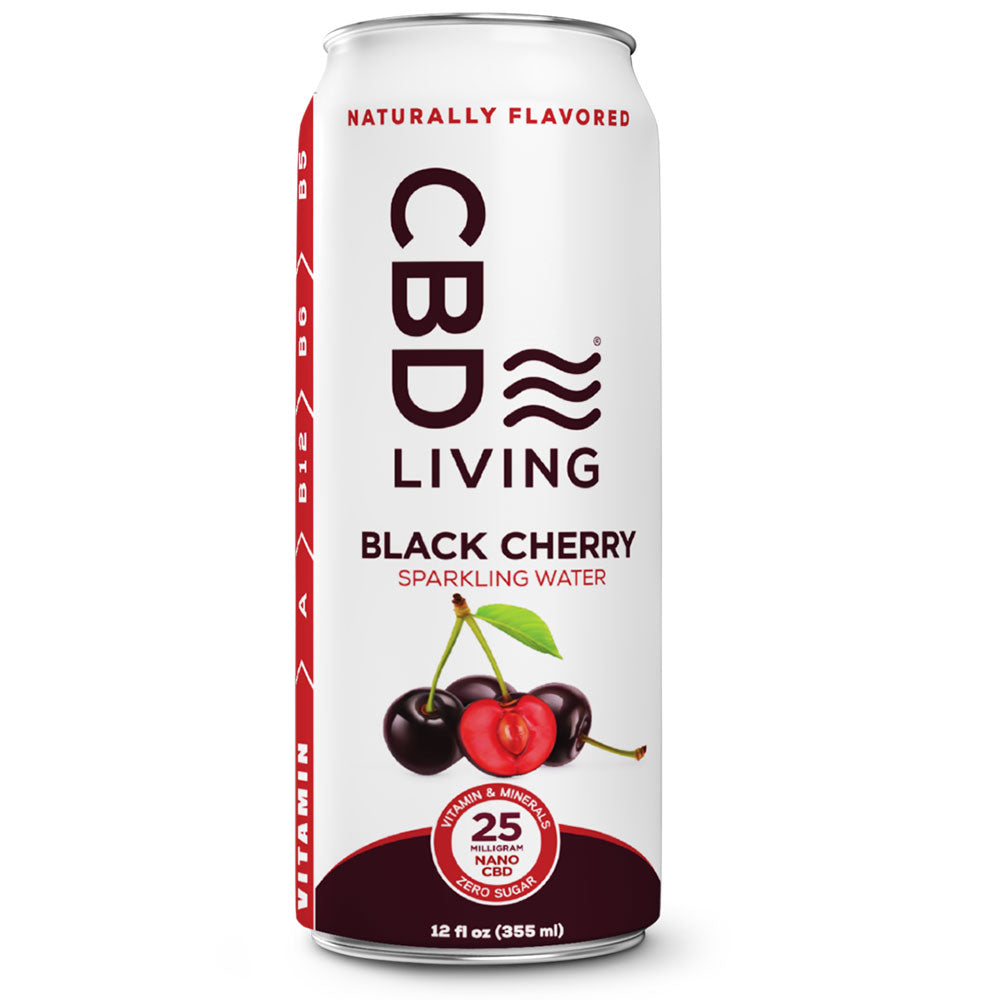 NATURALLY FLAVORED
CBD
®
LIVING
BLACK CHERRY
SPARKLING WATER
VITAMIN & MINERALS
25
MILLIGRAM
NANO
CBD
ZERO SUGAR
12 fl oz (355 ml)
VITAMIN A B12 B6 B5